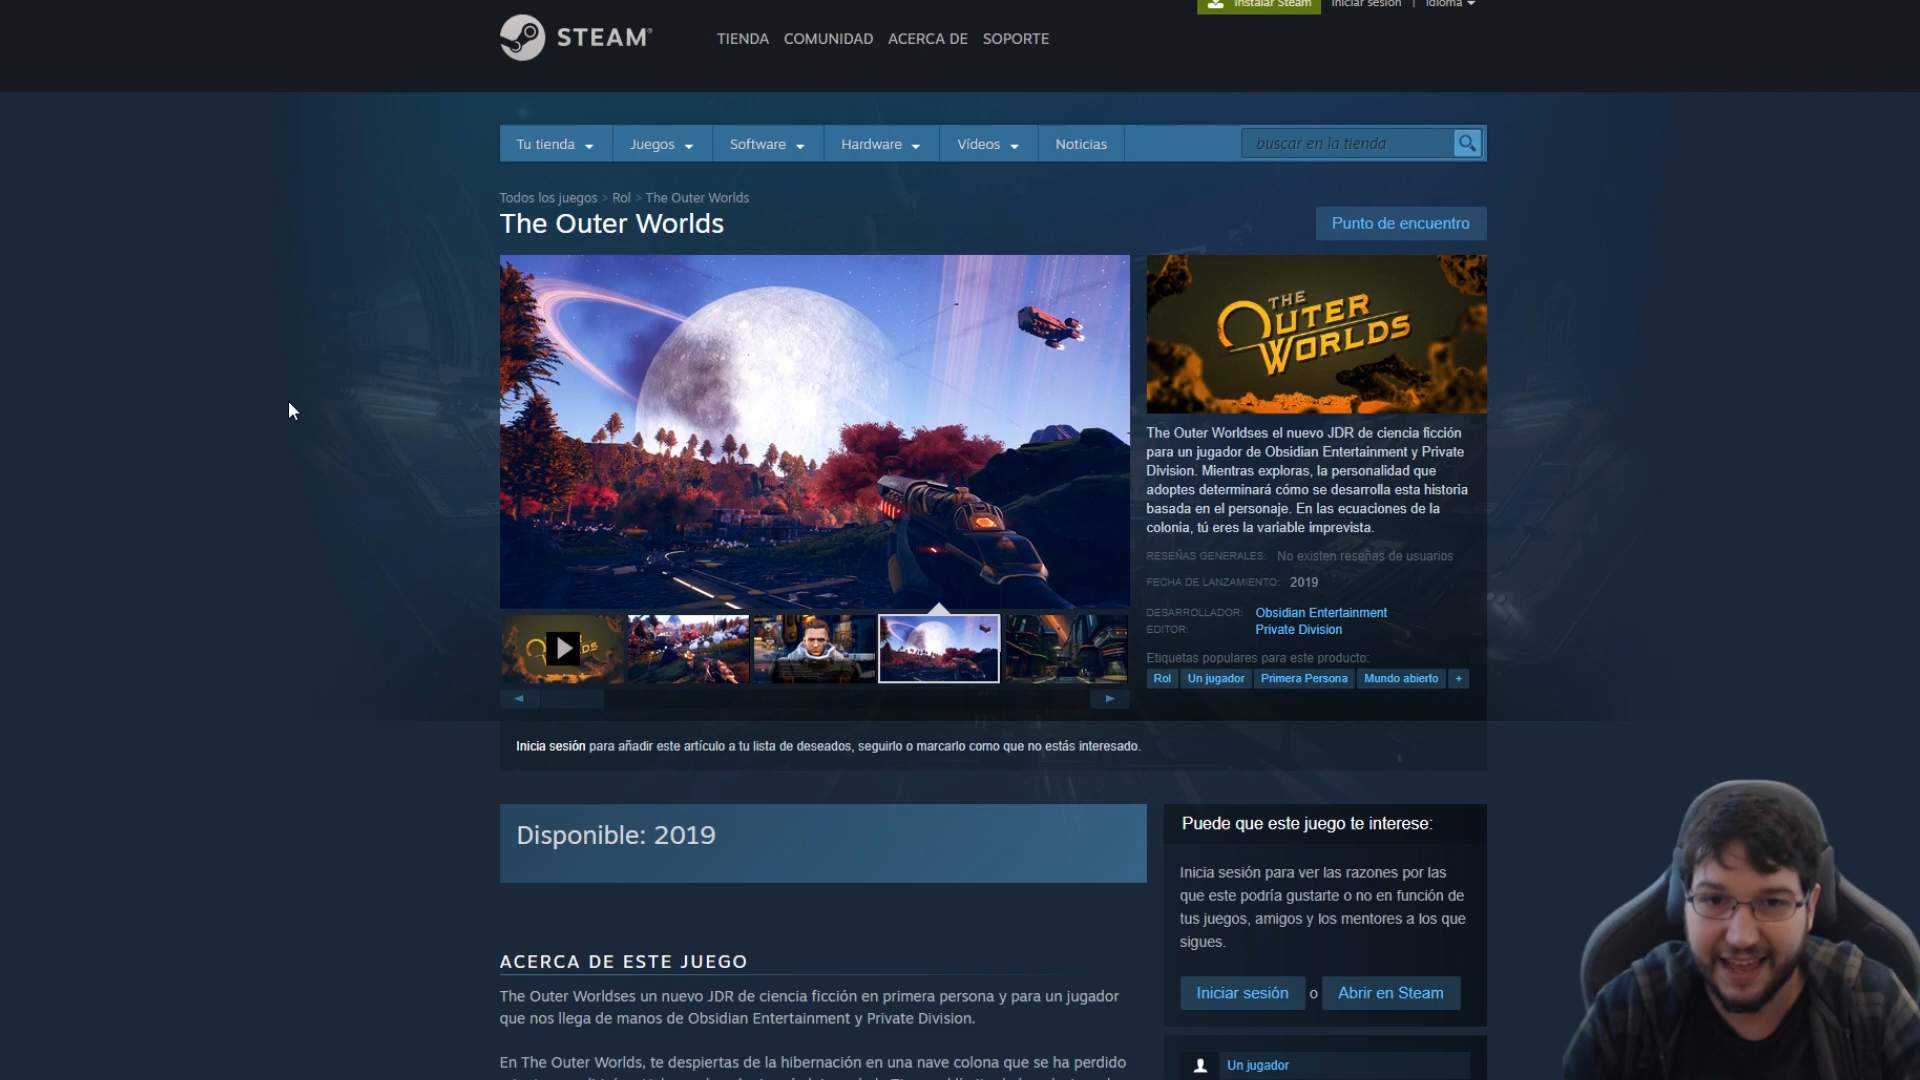 Instalar Steam
Iniciar sesión | Idioma
STEAM
TIENDA COMUNIDAD ACERCA DE SOPORTE
Tu tienda Juegos Software Hardware Vídeos Noticias
buscar en la tienda
Todos los juegos > Rol > The Outer Worlds
The Outer Worlds
Punto de encuentro
THE
OUTER
WORLDS
The Outer Worldses el nuevo JDR de ciencia ficción
para un jugador de Obsidian Entertainment y Private
Division. Mientras exploras, la personalidad que
adoptes determinará cómo se desarrolla esta historia
basada en el personaje. En las ecuaciones de la
colonia, tú eres la variable imprevista.
RESEÑAS GENERALES: No existen reseñas de usuarios
FECHA DE LANZAMIENTO: 2019
DESARROLLADOR: Obsidian Entertainment
EDITOR: Private Division
Etiquetas populares para este producto:
Rol Un jugador Primera Persona Mundo abierto +
Inicia sesión para añadir este artículo a tu lista de deseados, seguirlo o marcarlo como que no estás interesado.
Disponible: 2019
Puede que este juego te interese:
Inicia sesión para ver las razones por las
que este podría gustarte o no en función de
tus juegos, amigos y los mentores a los que
sigues.
Iniciar sesión o Abrir en Steam
ACERCA DE ESTE JUEGO
The Outer Worldses un nuevo JDR de ciencia ficción en primera persona y para un jugador
que nos llega de manos de Obsidian Entertainment y Private Division.
En The Outer Worlds, te despiertas de la hibernación en una nave colona que se ha perdido
Un jugador